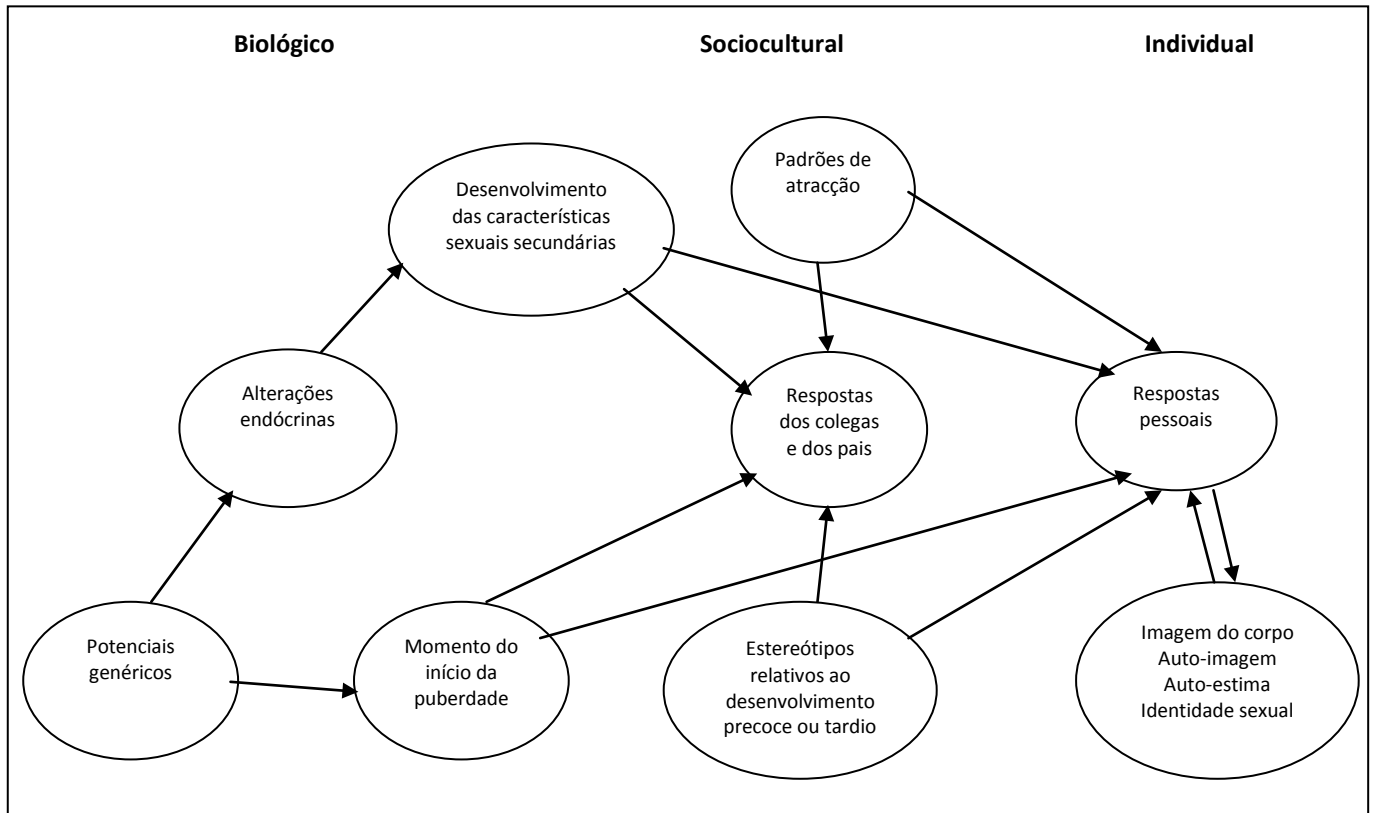 Biológico
Sociocultural
Individual
Padrões de
atracção
Desenvolvimento
das características
sexuais secundárias
Alterações
endócrinas
Respostas
dos colegas
e dos pais
Respostas
pessoais
Potenciais
genéricos
Momento do
início da
puberdade
Estereótipos
relativos ao
desenvolvimento
precoce ou tardio
Imagem do corpo
Auto-imagem
Auto-estima
Identidade sexual